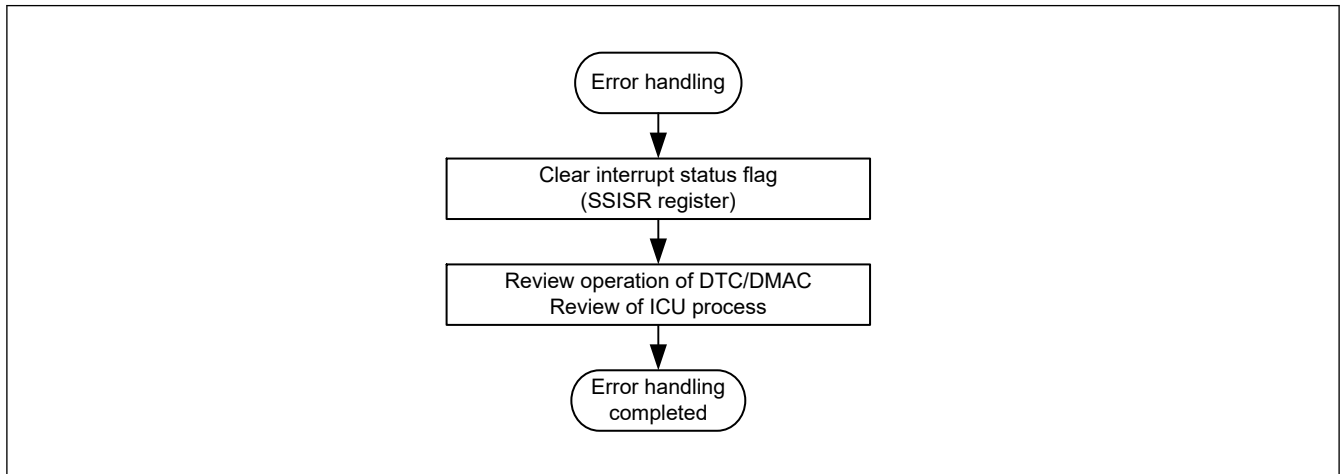 Error handling
Clear interrupt status flag
(SSISR register)
Review operation of DTC/DMAC
Review of ICU process
Error handling
completed